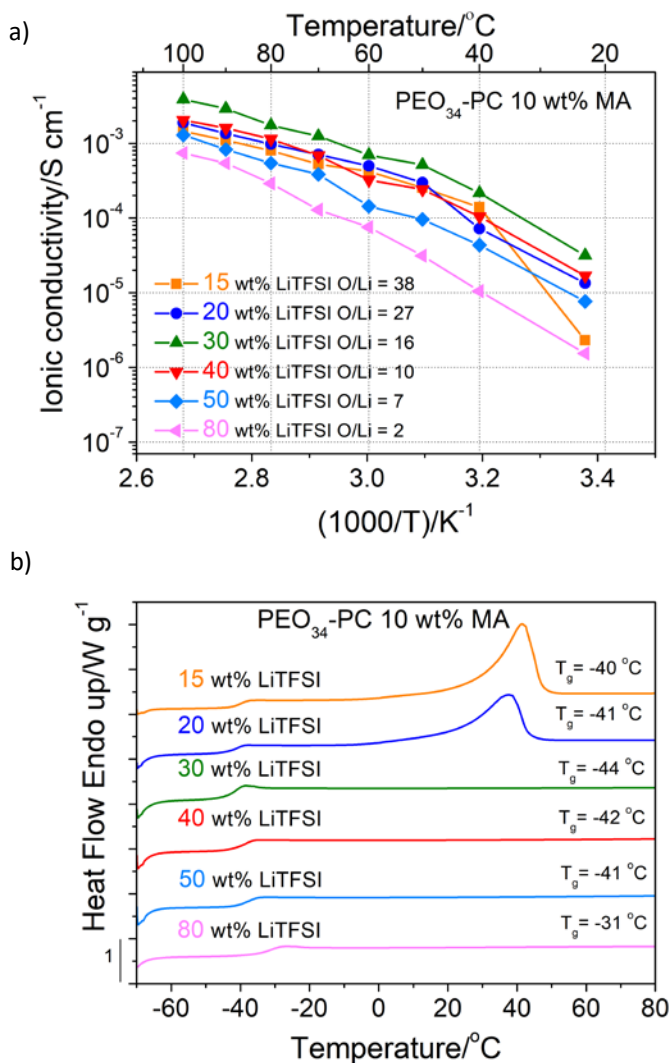 a)
Temperature/°C
100 80 60 40 20
PEO₃₄-PC 10 wt% MA
Ionic conductivity/S cm⁻¹
10⁻³
10⁻⁴
10⁻⁵
10⁻⁶
10⁻⁷
15 wt% LiTFSI O/Li = 38
20 wt% LiTFSI O/Li = 27
30 wt% LiTFSI O/Li = 16
40 wt% LiTFSI O/Li = 10
50 wt% LiTFSI O/Li = 7
80 wt% LiTFSI O/Li = 2
2.6 2.8 3.0 3.2 3.4
(1000/T)/K⁻¹
b)
Heat Flow Endo up/W g⁻¹
PEO₃₄-PC 10 wt% MA
15 wt% LiTFSI Tg= -40 °C
20 wt% LiTFSI Tg= -41 °C
30 wt% LiTFSI Tg= -44 °C
40 wt% LiTFSI Tg= -42 °C
50 wt% LiTFSI Tg= -41 °C
80 wt% LiTFSI Tg= -31 °C
1
-60 -40 -20 0 20 40 60 80
Temperature/°C